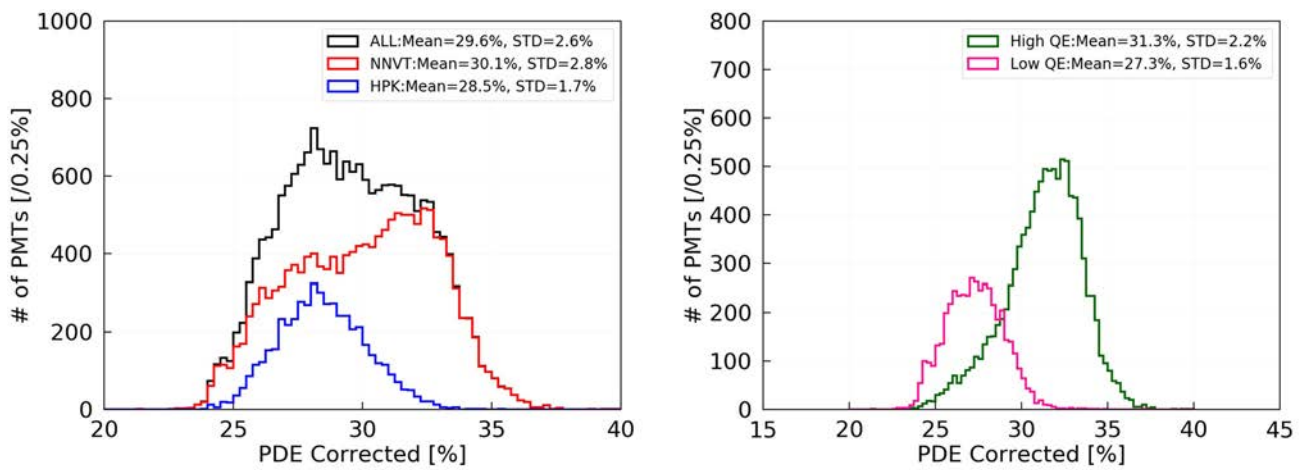 1000
800
600
400
200
0
# of PMTs [/0.25%]
ALL:Mean=29.6%, STD=2.6%
NNVT:Mean=30.1%, STD=2.8%
HPK:Mean=28.5%, STD=1.7%
20 25 30 35 40
PDE Corrected [%]
800
700
600
500
400
300
200
100
0
# of PMTs [/0.25%]
High QE:Mean=31.3%, STD=2.2%
Low QE:Mean=27.3%, STD=1.6%
15 20 25 30 35 40 45
PDE Corrected [%]